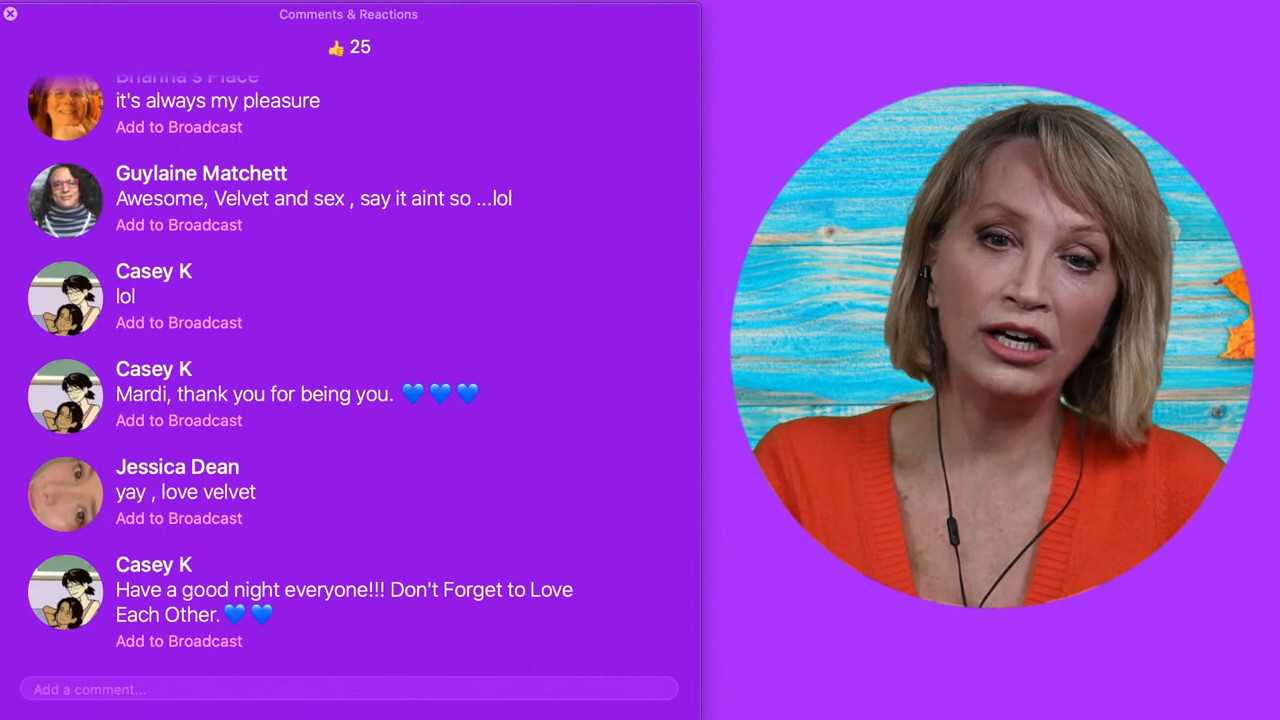 Comments & Reactions
👍 25
Brianna's Place
it's always my pleasure
Add to Broadcast
Guylaine Matchett
Awesome, Velvet and sex , say it aint so ...lol
Add to Broadcast
Casey K
lol
Add to Broadcast
Casey K
Mardi, thank you for being you. 💙💙💙
Add to Broadcast
Jessica Dean
yay , love velvet
Add to Broadcast
Casey K
Have a good night everyone!!! Don't Forget to Love
Each Other.💙💙
Add to Broadcast
Add a comment...